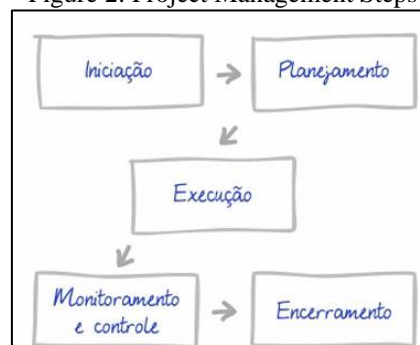 Figure 2: Project Management Steps
Iniciação
Planejamento
Execução
Monitoramento
e controle
Encerramento